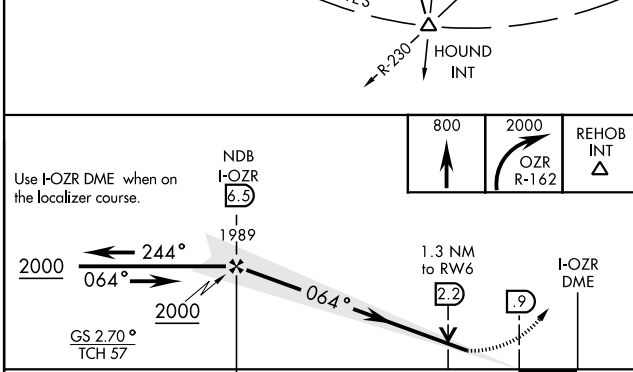 R-230
HOUND
INT
800
2000
OZR
R-162
REHOB
INT
Use I-OZR DME when on
the localizer course.
NDB
I-OZR
6.5
1989
2000
244°
064°
2000
064°
1.3 NM
to RW6
2.2
.9
I-OZR
DME
GS 2.70°
TCH 57